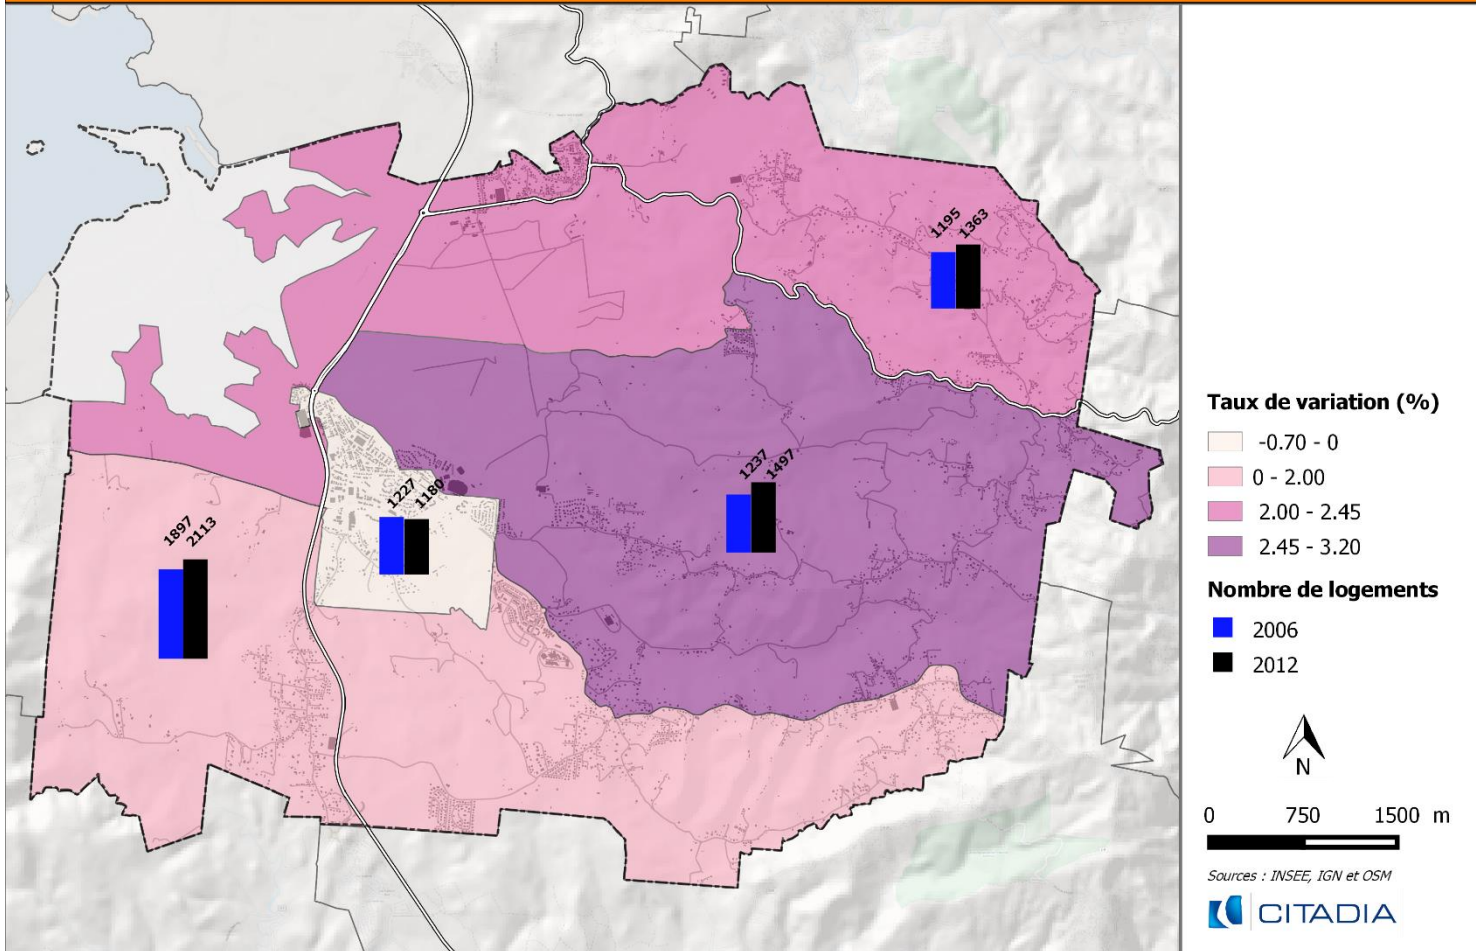 1195
1363
1237
1497
1227
1180
1897
2113
Taux de variation (%)
-0.70 - 0
0 - 2.00
2.00 - 2.45
2.45 - 3.20
Nombre de logements
2006
2012
N
0 750 1500 m
Sources : INSEE, IGN et OSM
CITADIA